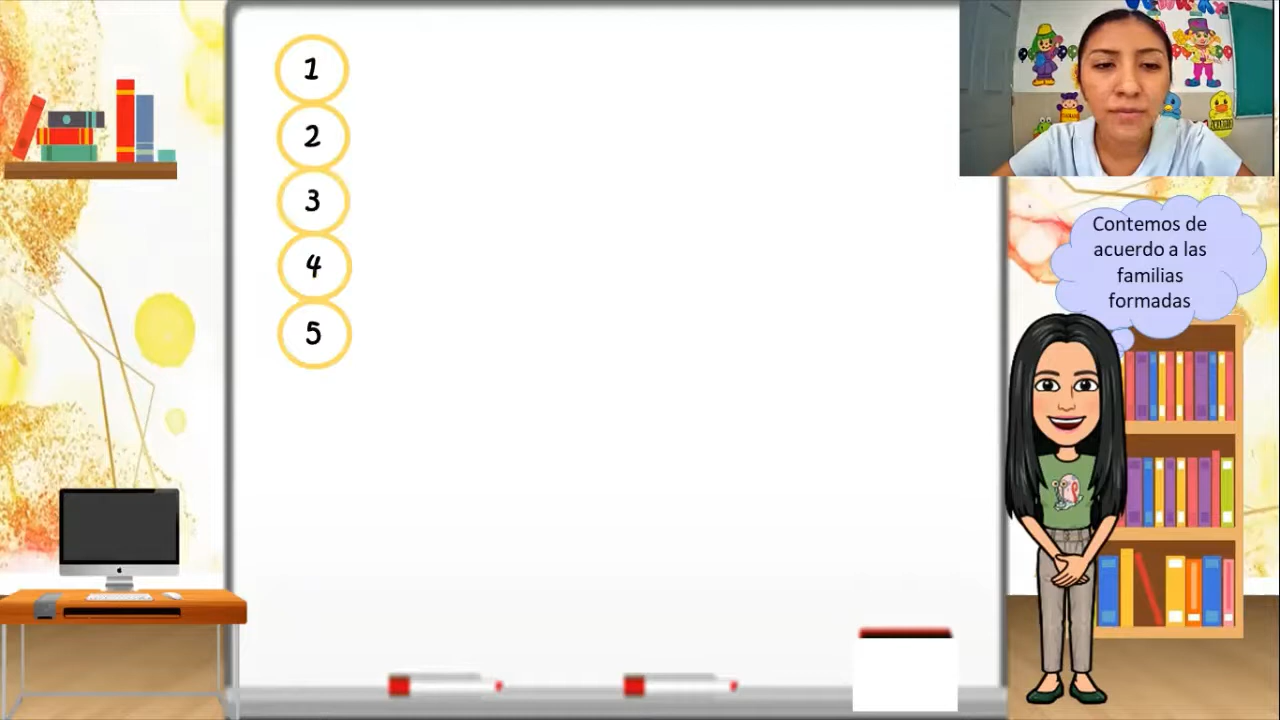 1
2
3
4
5
Contemos de
acuerdo a las
familias
formadas